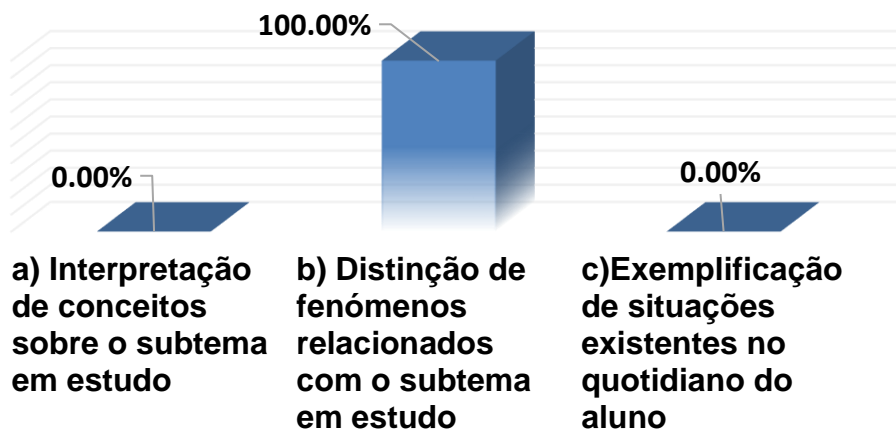 100.00%
0.00%
0.00%
a) Interpretação
de conceitos
sobre o subtema
em estudo
b) Distinção de
fenómenos
relacionados
com o subtema
em estudo
c)Exemplificação
de situações
existentes no
quotidiano do
aluno